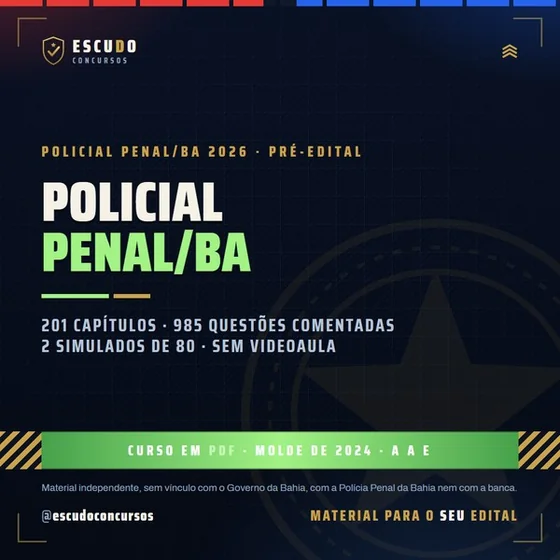 ESCUDO
CONCURSOS
POLICIAL PENAL/BA 2026 · PRÉ-EDITAL
POLICIAL
PENAL/BA
201 CAPÍTULOS · 985 QUESTÕES COMENTADAS
2 SIMULADOS DE 80 · SEM VIDEOAULA
CURSO EM PDF · MOLDE DE 2024 · A A E
Material independente, sem vínculo com o Governo da Bahia, com a Polícia Penal da Bahia nem com a banca.
@escudoconcursos
MATERIAL PARA O SEU EDITAL